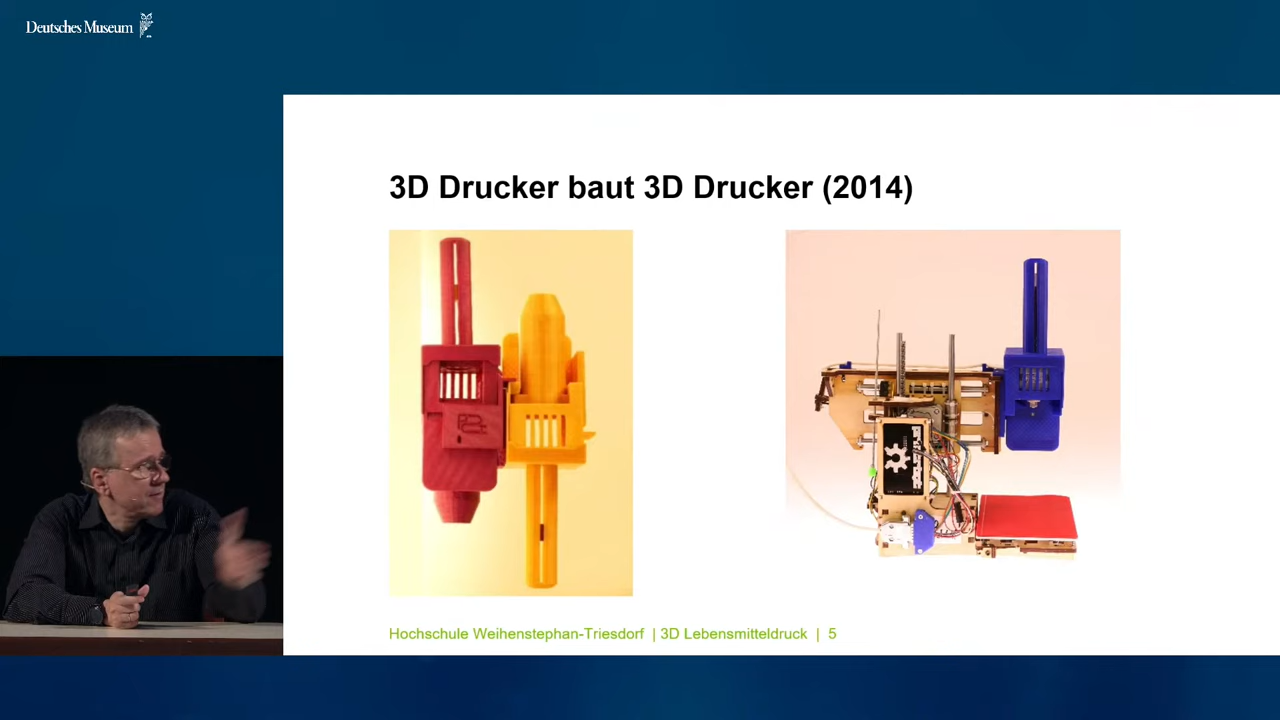 Deutsches Museum
3D Drucker baut 3D Drucker (2014)
Hochschule Weihenstephan-Triesdorf | 3D Lebensmitteldruck | 5